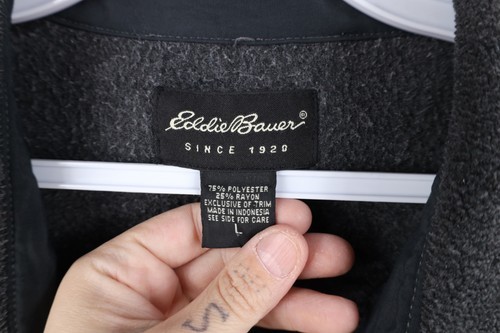 Eddie Bauer®
SINCE 1920
75% POLYESTER
25% RAYON
EXCLUSIVE OF TRIM
MADE IN INDONESIA
SEE SIDE FOR CARE
L